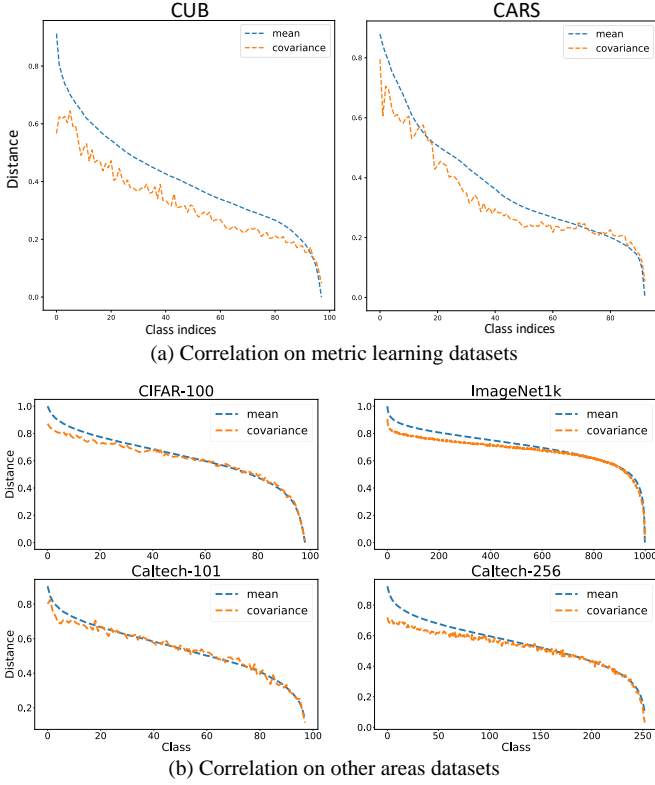 CUB
CARS
mean
covariance
mean
covariance
0.8
0.6
0.4
0.2
0.0
Distance
0.8
0.6
0.4
0.2
0.0
0 20 40 60 80
0 20 40 60 80
Class indices
Class indices
(a) Correlation on metric learning datasets
CIFAR-100
ImageNet1k
1.0
0.8
0.6
0.4
0.2
0.0
Distance
mean
covariance
1.0
0.8
0.6
0.4
0.2
0.0
mean
covariance
0 20 40 60 80 100
0 200 400 600 800 1000
Caltech-101
Caltech-256
0.8
0.6
0.4
0.2
Distance
mean
covariance
0.8
0.6
0.4
0.2
0.0
mean
covariance
0 20 40 60 80 100
0 50 100 150 200 250
Class
Class
(b) Correlation on other areas datasets